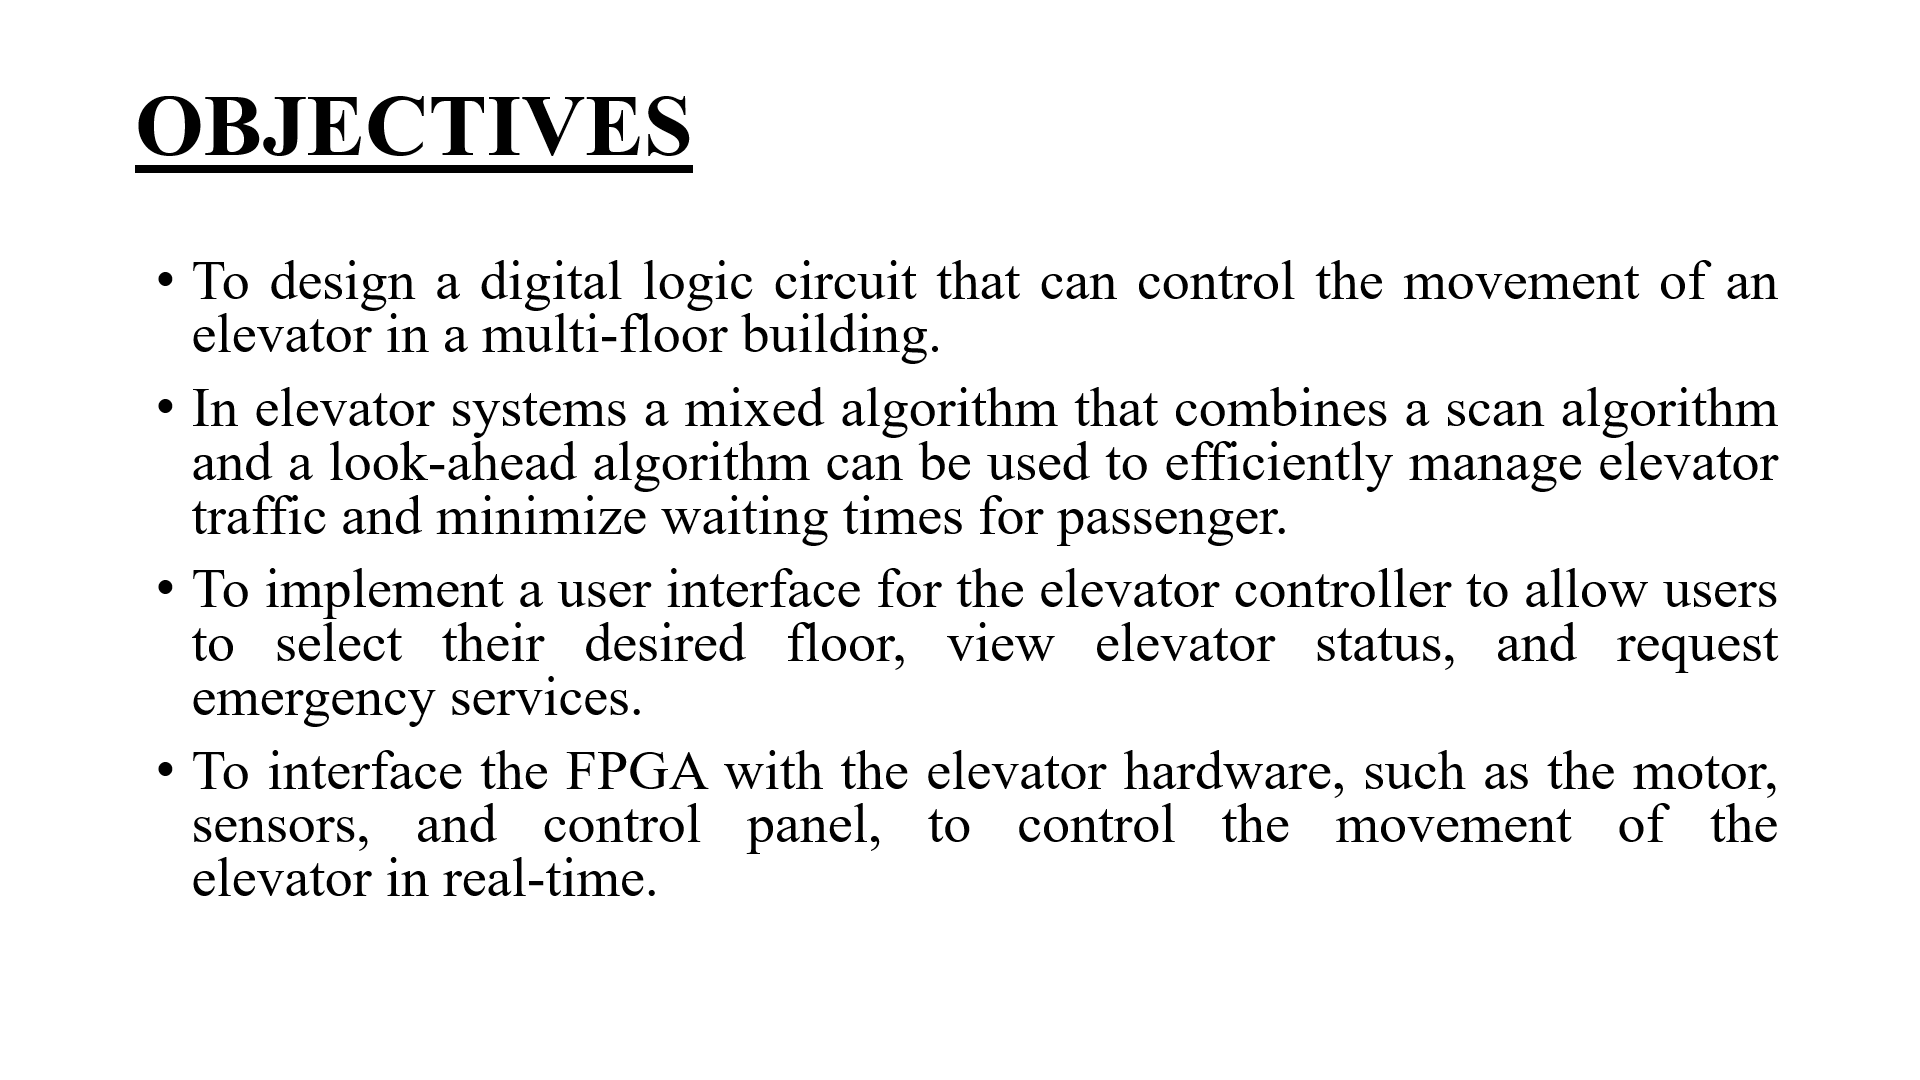 OBJECTIVES
• To design a digital logic circuit that can control the movement of an
elevator in a multi-floor building.
• In elevator systems a mixed algorithm that combines a scan algorithm
and a look-ahead algorithm can be used to efficiently manage elevator
traffic and minimize waiting times for passenger.
• To implement a user interface for the elevator controller to allow users
to select their desired floor, view elevator status, and request
emergency services.
• To interface the FPGA with the elevator hardware, such as the motor,
sensors, and control panel, to control the movement of the
elevator in real-time.